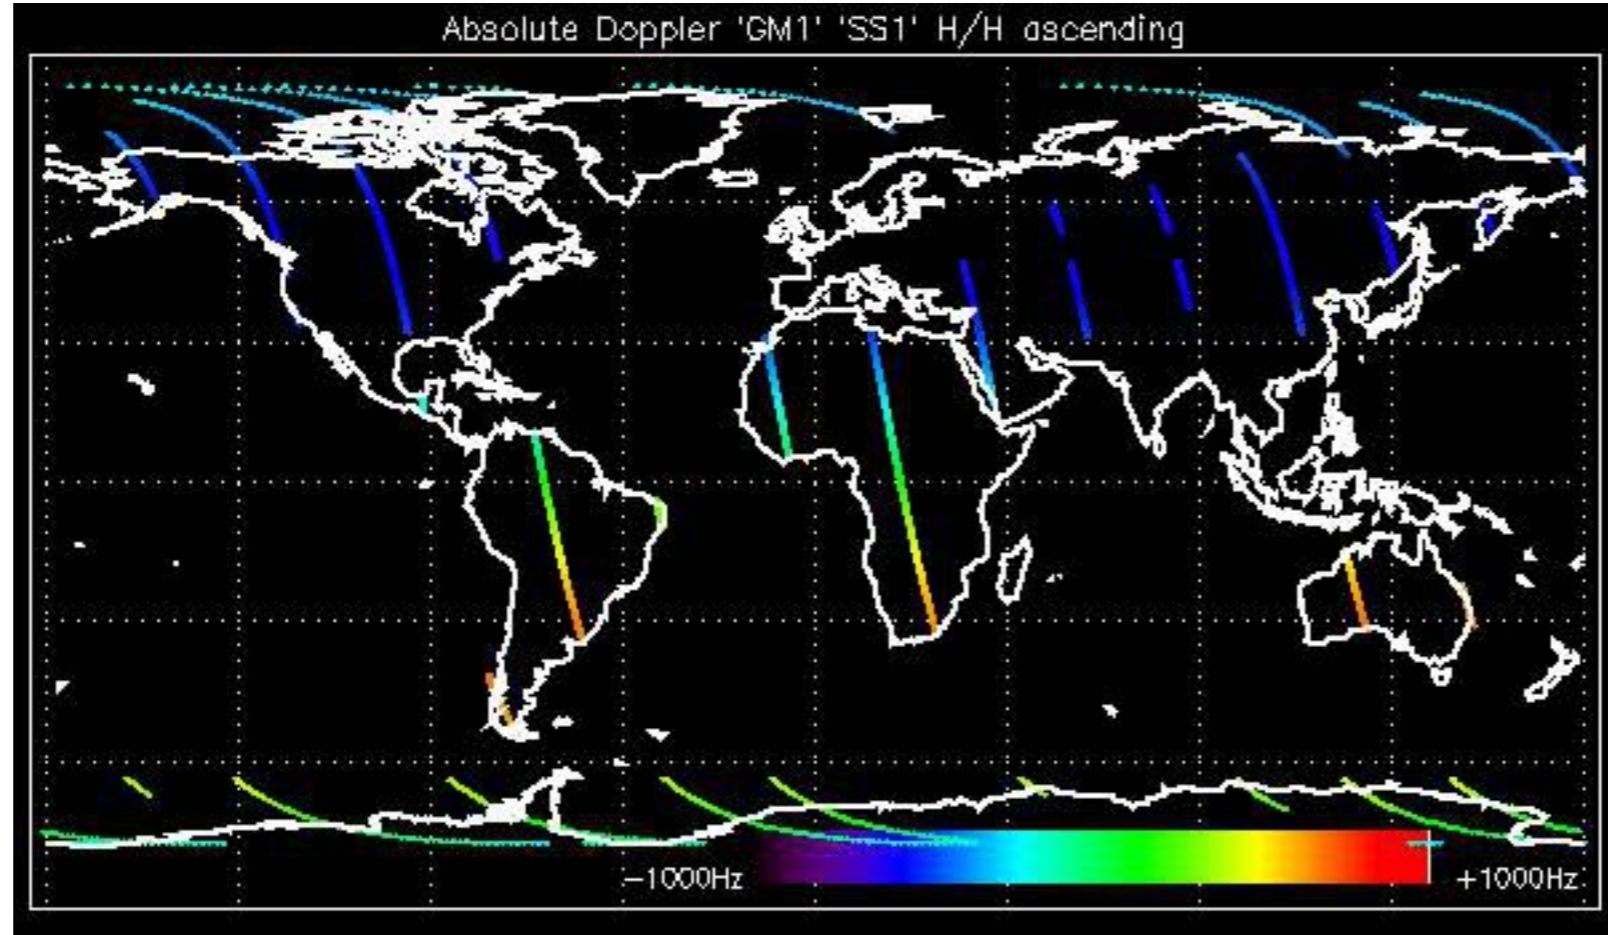 Absolute Doppler 'GM1' 'SS1' H/H ascending
−1000Hz
+1000Hz